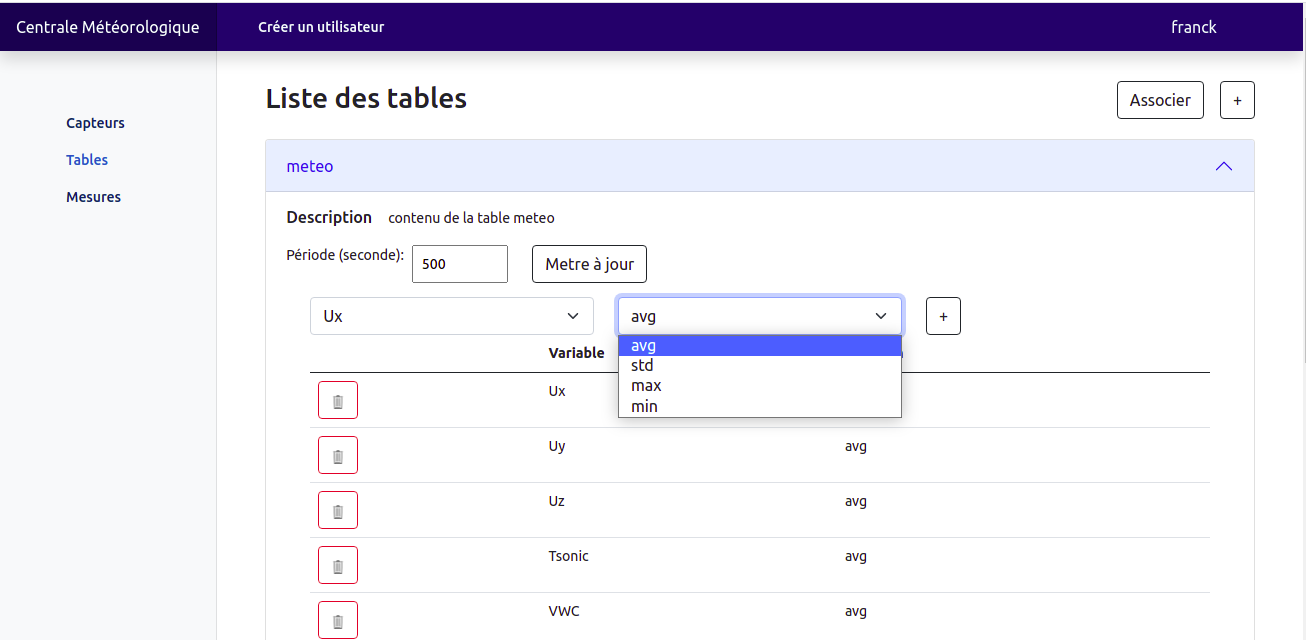 Centrale Météorologique Créer un utilisateur franck
Liste des tables Associer +
Capteurs
Tables
Mesures
meteo
Description contenu de la table meteo
Période (seconde): 500 Metre à jour
Ux avg +
avg
std
max
min
Variable
Ux
Uy avg
Uz avg
Tsonic avg
VWC avg